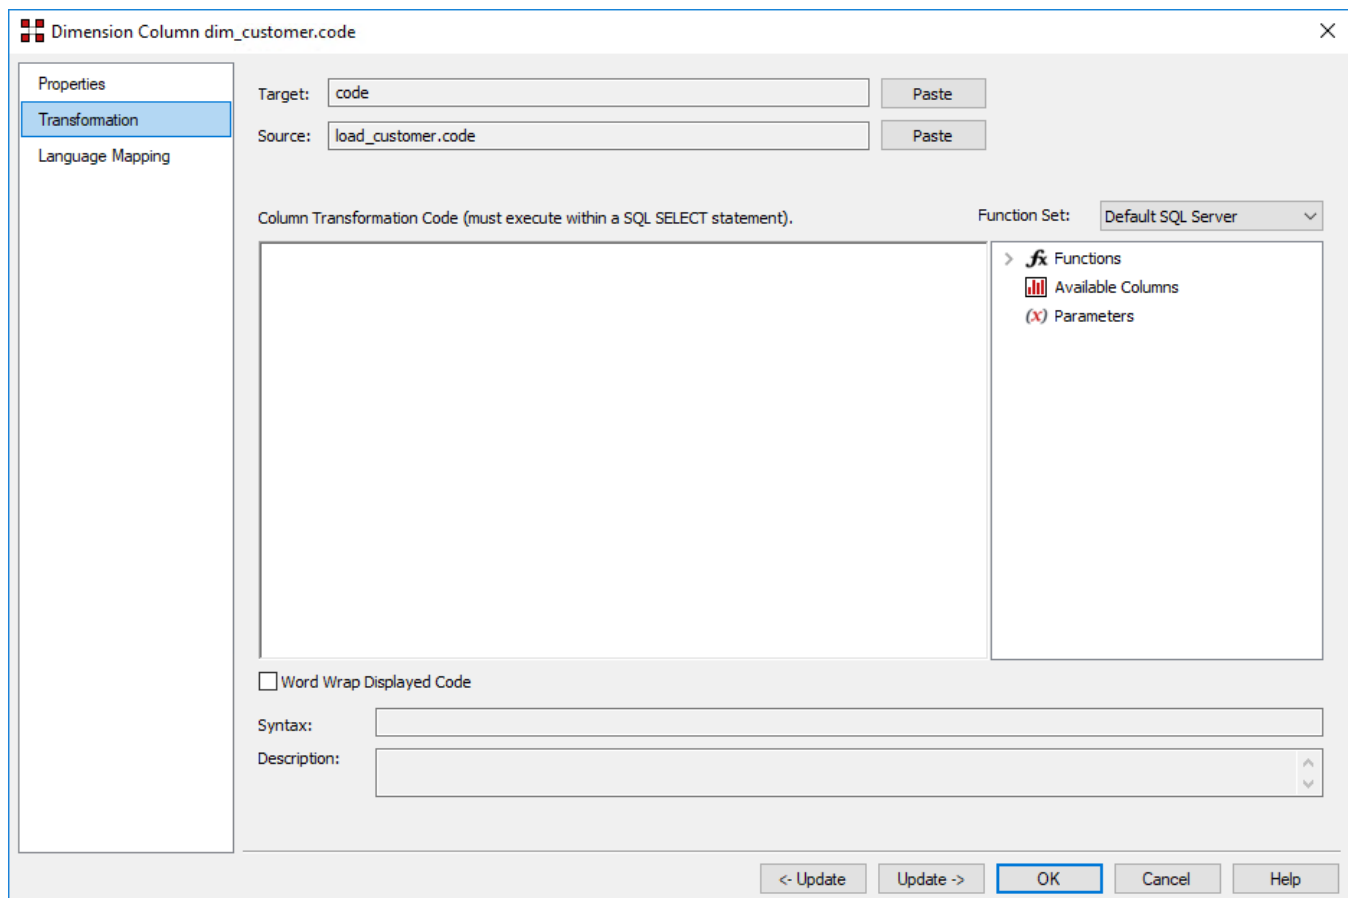 Dimension Column dim_customer.code
Properties
Transformation
Language Mapping
Target: code Paste
Source: load_customer.code Paste
Column Transformation Code (must execute within a SQL SELECT statement). Function Set: Default SQL Server
fx Functions
Available Columns
(x) Parameters
Word Wrap Displayed Code
Syntax:
Description:
<- Update Update -> OK Cancel Help